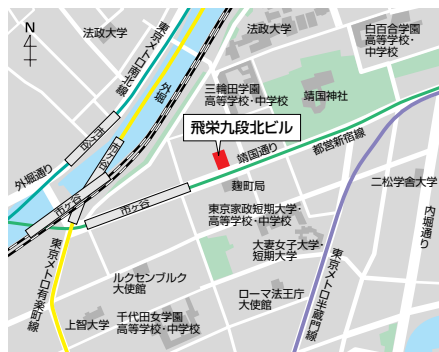 N
法政大学
東京メトロ南北線
外堀
法政大学
白百合学園
高等学校・
中学校
三輪田学園
高等学校・中学校
靖国神社
飛栄九段北ビル
市ケ谷
市ケ谷
外堀通り
靖国通り
都営新宿線
麹町局
二松学舎大学
市ケ谷
市ケ谷
東京家政短期大学・
高等学校・中学校
内堀通り
大妻女子大学・
短期大学
東京メトロ有楽町線
東京メトロ半蔵門線
ルクセンブルク
大使館
ローマ法王庁
大使館
上智大学
千代田女学園
高等学校・中学校